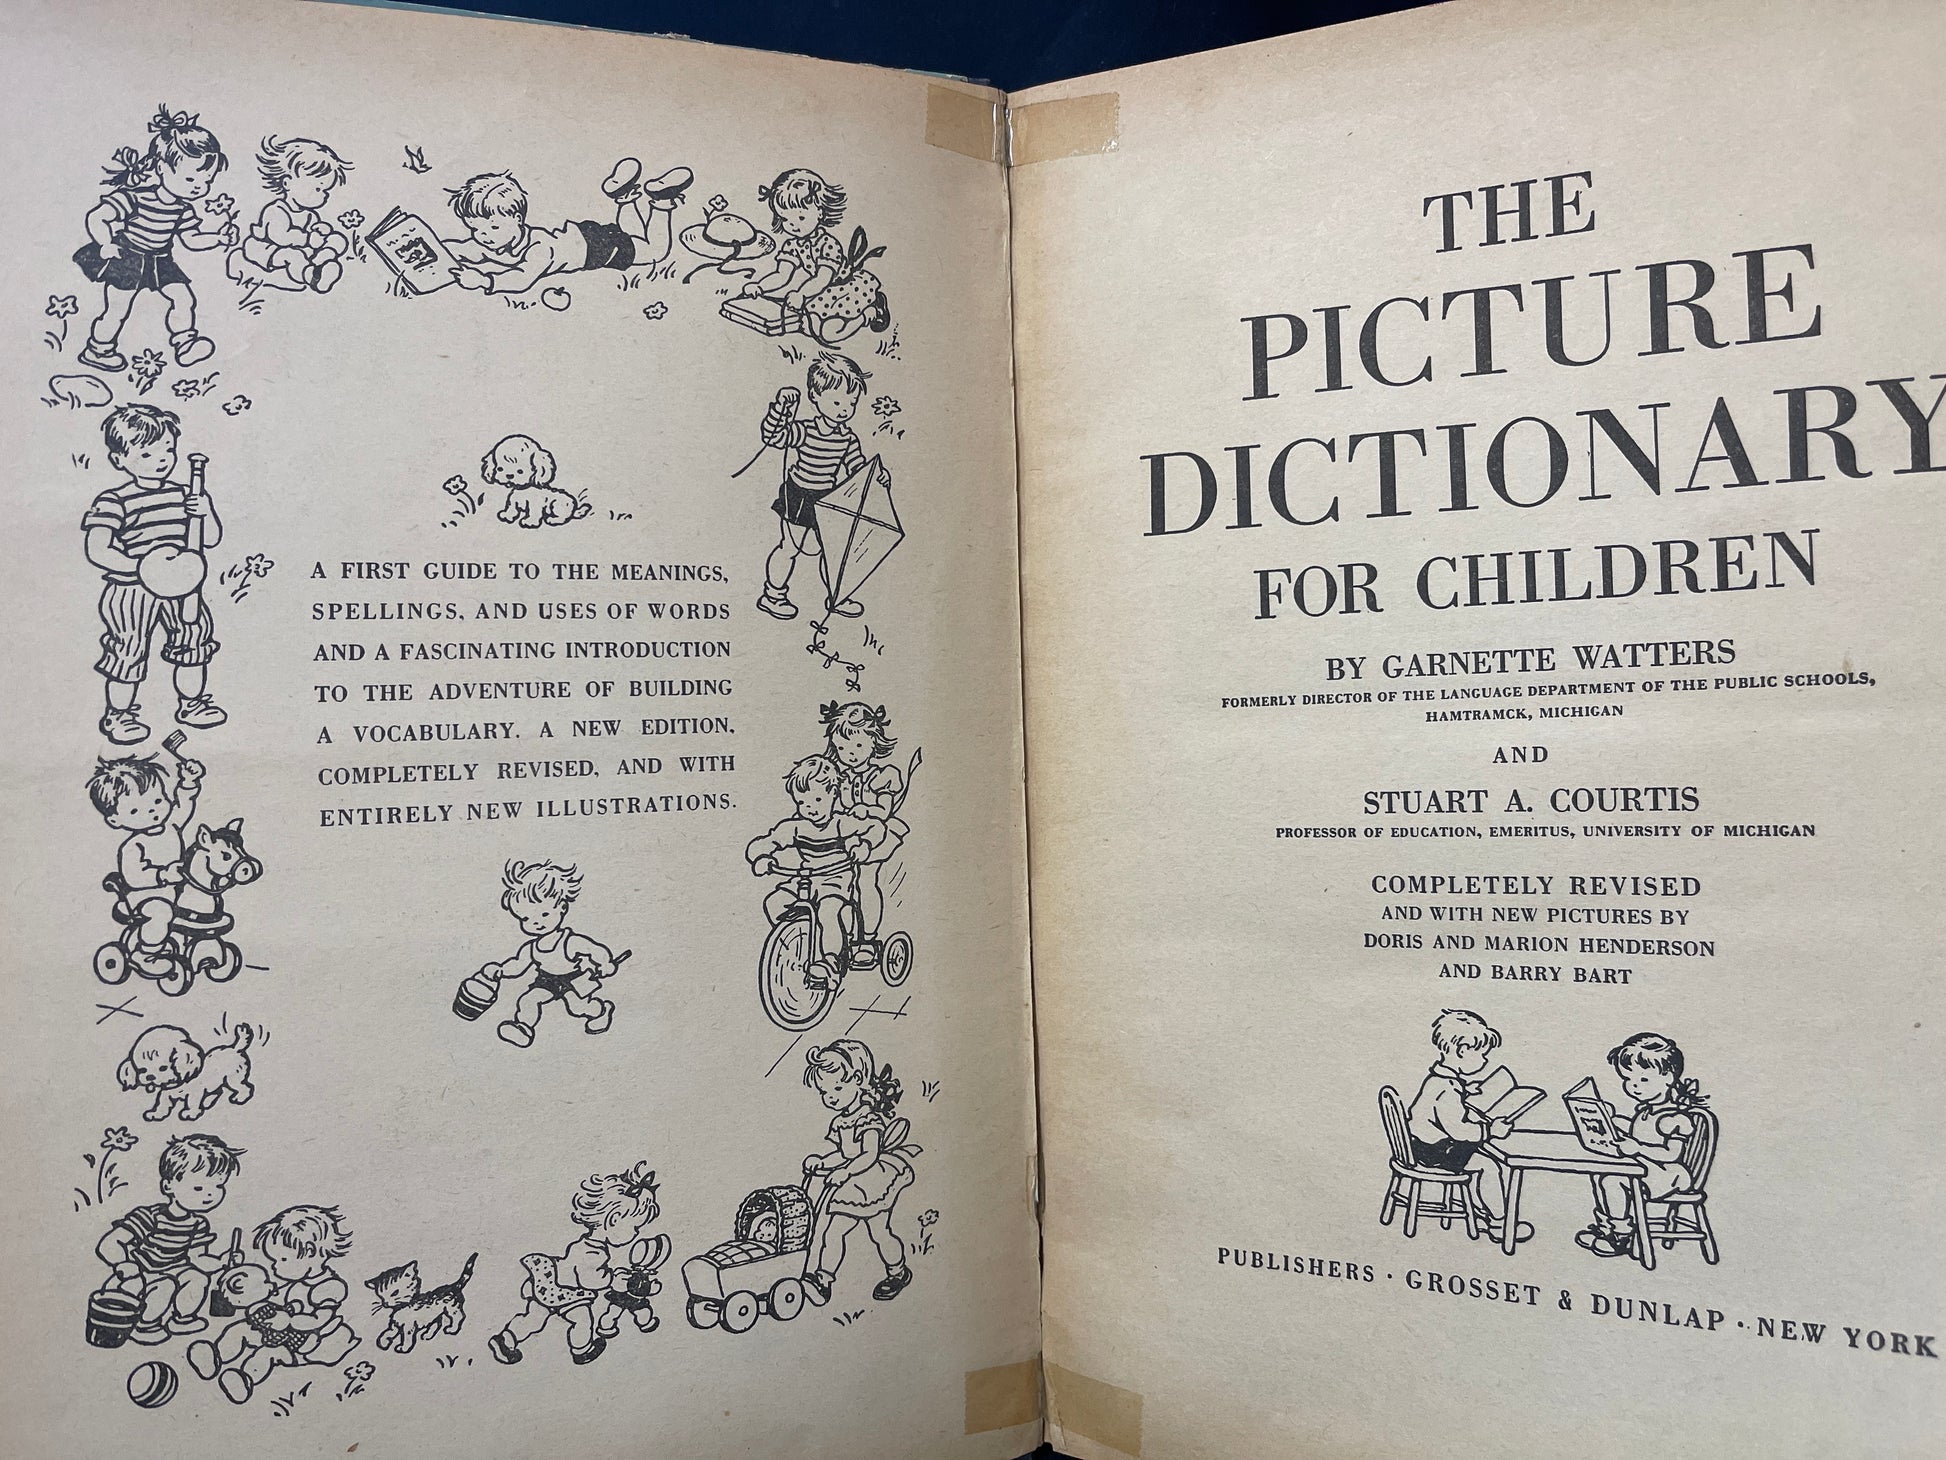 A FIRST GUIDE TO THE MEANINGS,
SPELLINGS, AND USES OF WORDS
AND A FASCINATING INTRODUCTION
TO THE ADVENTURE OF BUILDING
A VOCABULARY. A NEW EDITION,
COMPLETELY REVISED, AND WITH
ENTIRELY NEW ILLUSTRATIONS.
THE
PICTURE
DICTIONARY
FOR CHILDREN
BY GARNETTE WATTERS
FORMERLY DIRECTOR OF THE LANGUAGE DEPARTMENT OF THE PUBLIC SCHOOLS,
HAMTRAMCK, MICHIGAN
AND
STUART A. COURTIS
PROFESSOR OF EDUCATION, EMERITUS, UNIVERSITY OF MICHIGAN
COMPLETELY REVISED
AND WITH NEW PICTURES BY
DORIS AND MARION HENDERSON
AND BARRY BART
PUBLISHERS · GROSSET & DUNLAP · NEW YORK